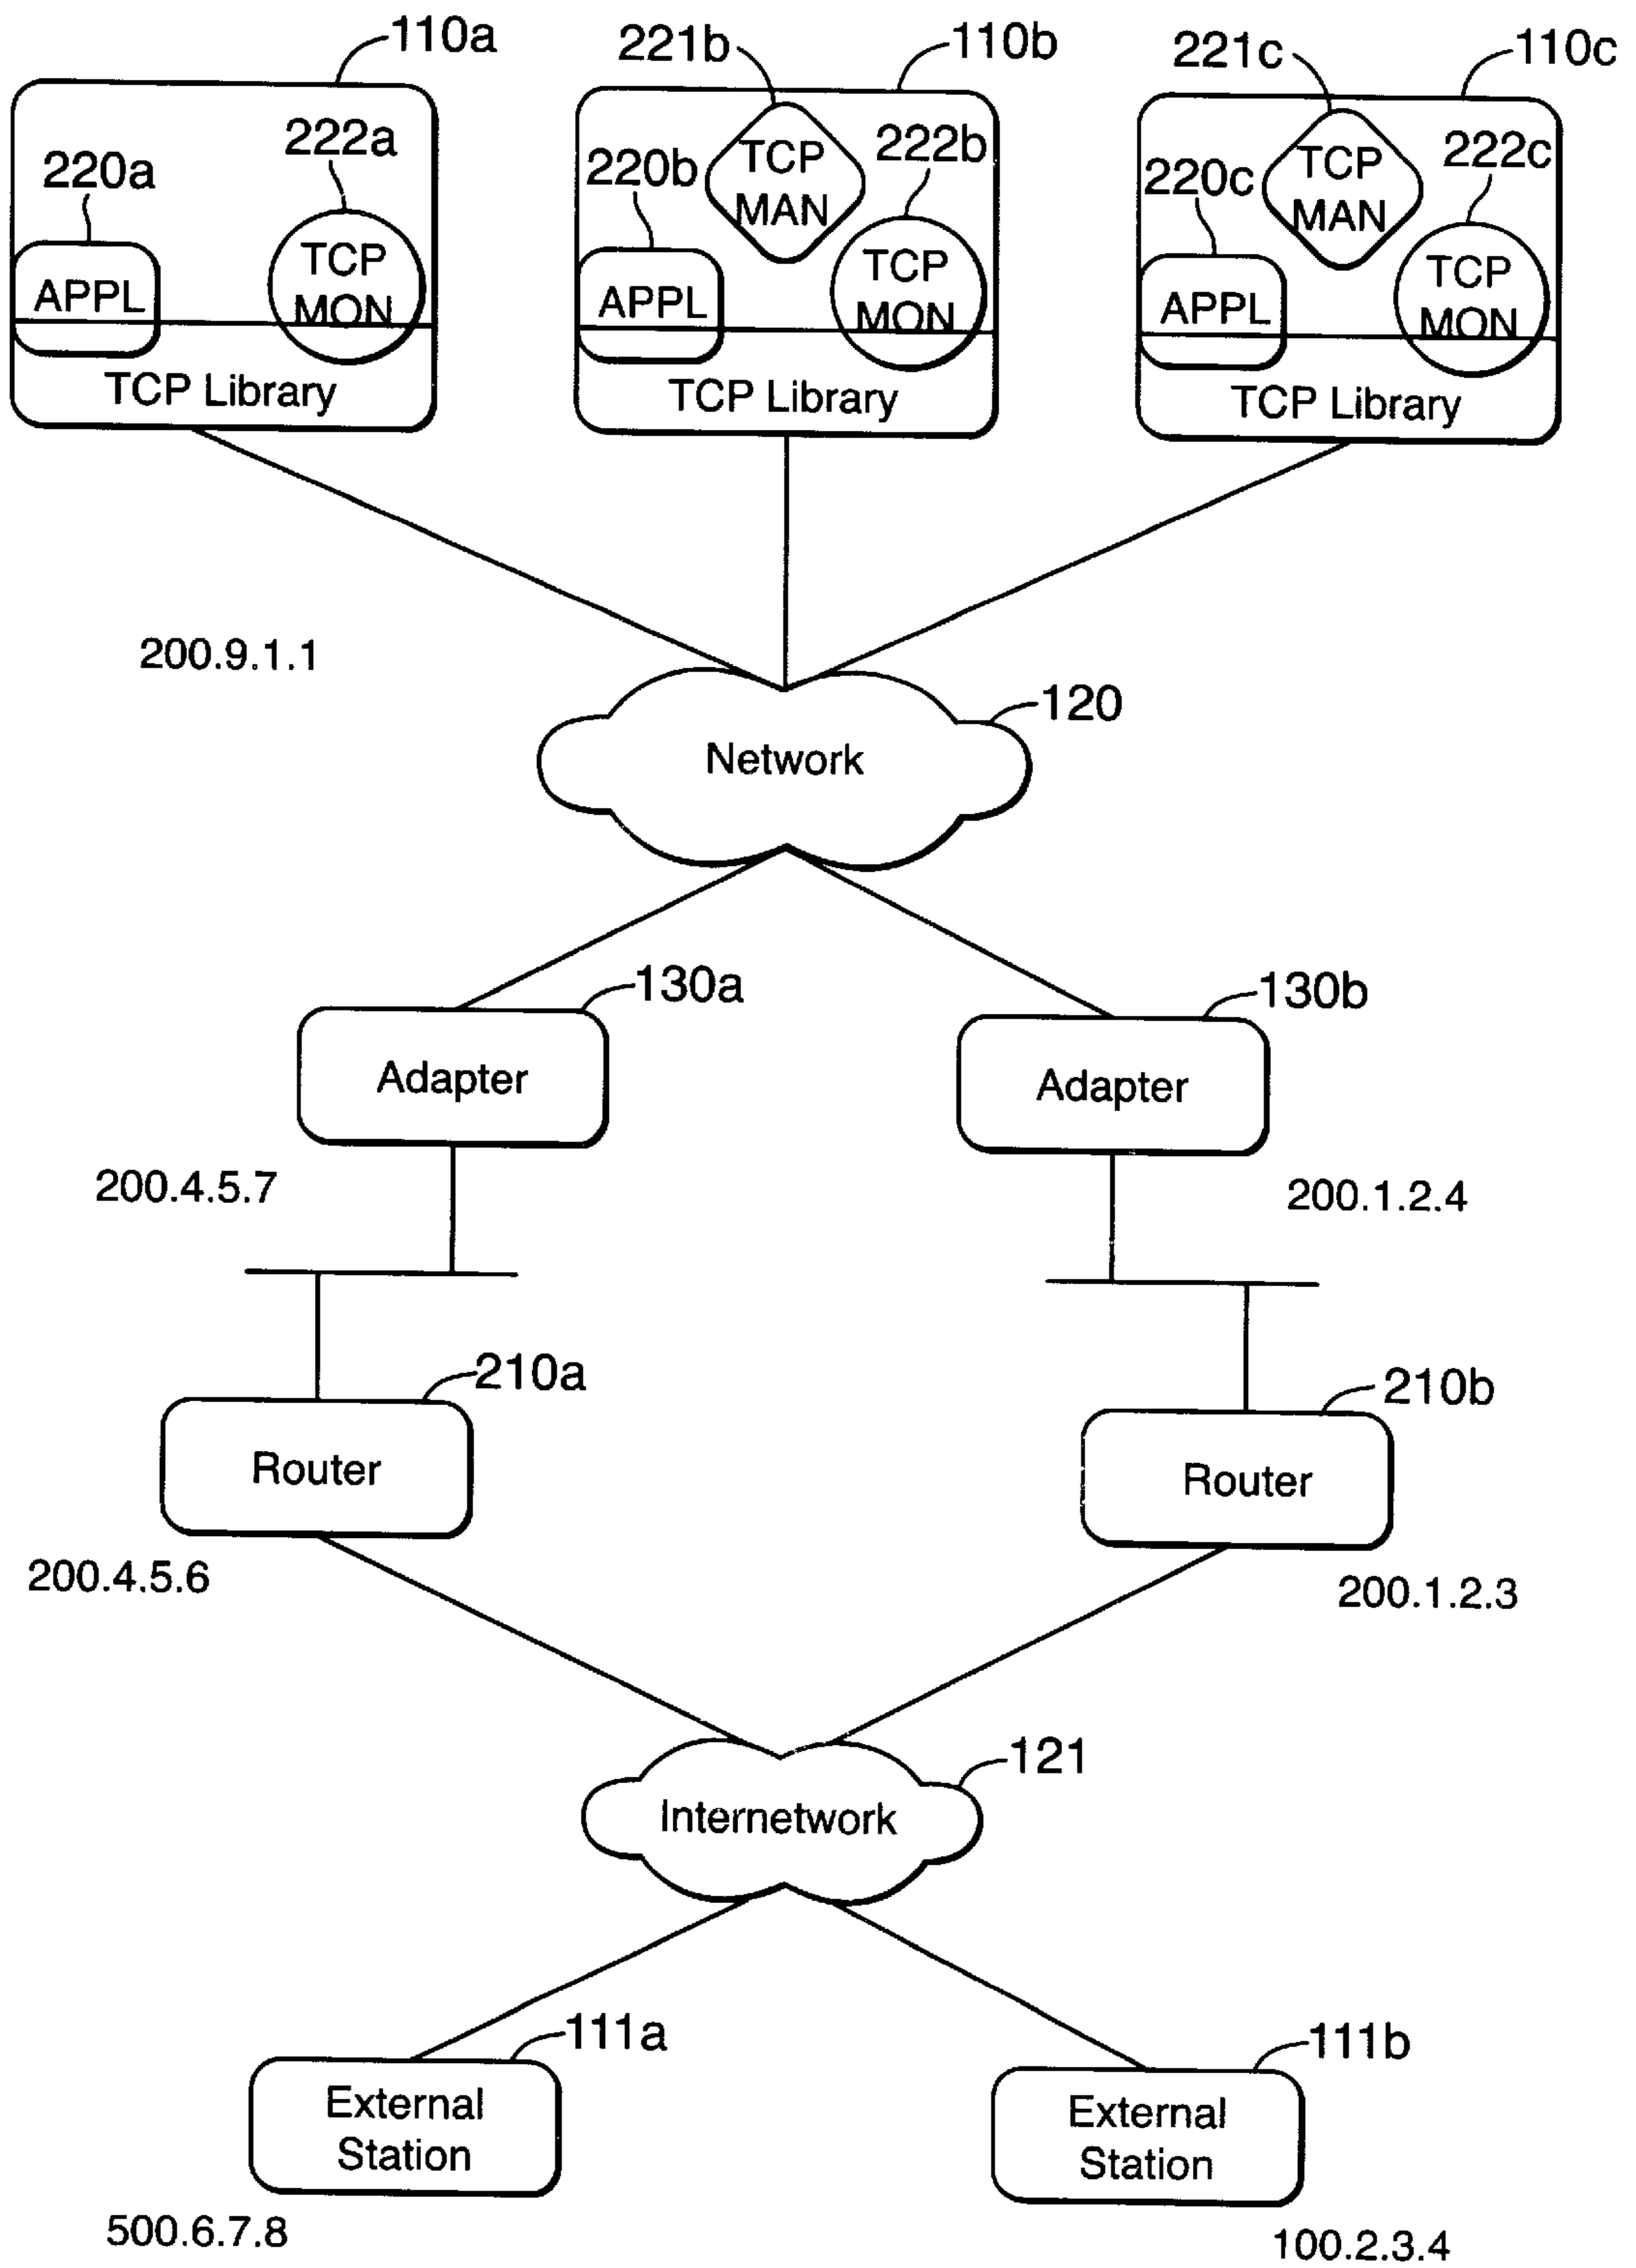 110a
221b
110b
221c
110c
220a
222a
220b
TCP
MAN
222b
220c
TCP
MAN
222c
APPL
TCP
MON
APPL
TCP
MON
APPL
TCP
MON
TCP Library
TCP Library
TCP Library
200.9.1.1
120
Network
130a
130b
Adapter
Adapter
200.4.5.7
200.1.2.4
210a
210b
Router
Router
200.4.5.6
200.1.2.3
121
Internetwork
111a
111b
External
Station
External
Station
500.6.7.8
100.2.3.4